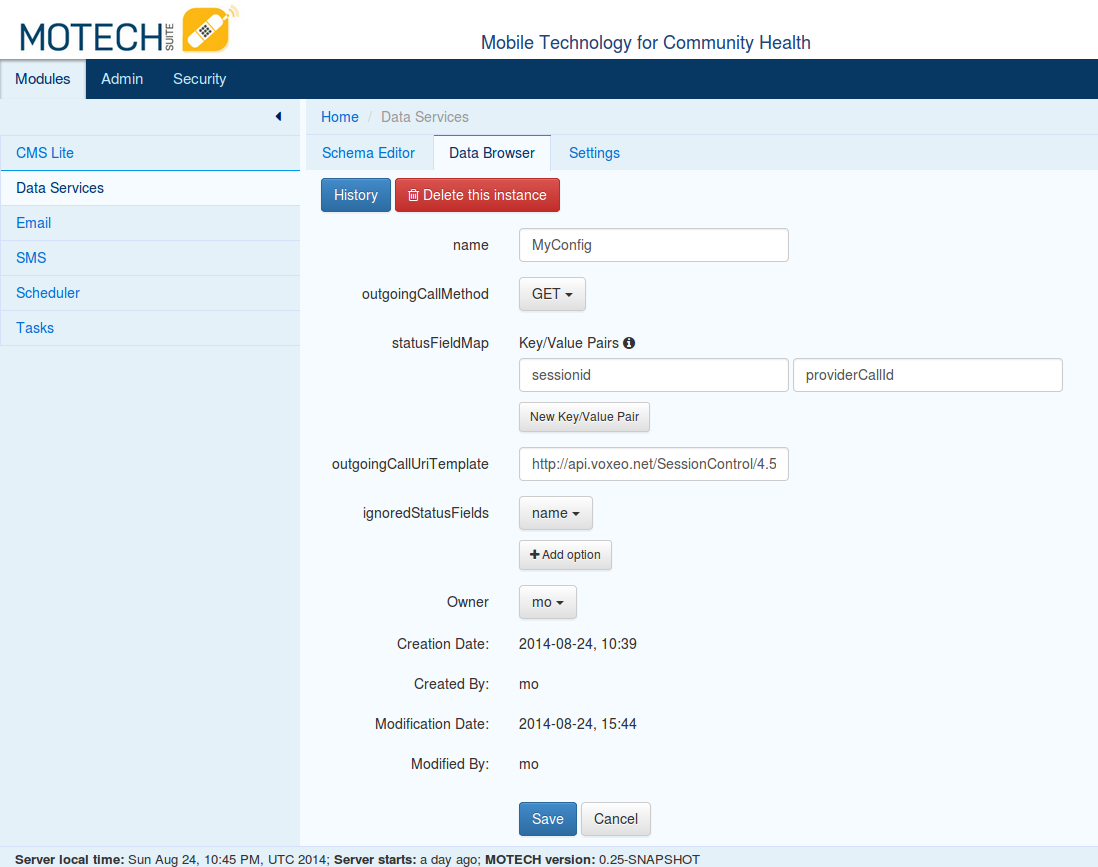 MOTECH SUITE
Mobile Technology for Community Health
Modules Admin Security
Home / Data Services
Schema Editor Data Browser Settings
CMS Lite
Data Services
Email
SMS
Scheduler
Tasks
History Delete this instance
name MyConfig
outgoingCallMethod GET
statusFieldMap Key/Value Pairs
sessionid providerCallId
New Key/Value Pair
outgoingCallUriTemplate http://api.voxeo.net/SessionControl/4.5
ignoredStatusFields name
Add option
Owner mo
Creation Date: 2014-08-24, 10:39
Created By: mo
Modification Date: 2014-08-24, 15:44
Modified By: mo
Save Cancel
Server local time: Sun Aug 24, 10:45 PM, UTC 2014; Server starts: a day ago; MOTECH version: 0.25-SNAPSHOT